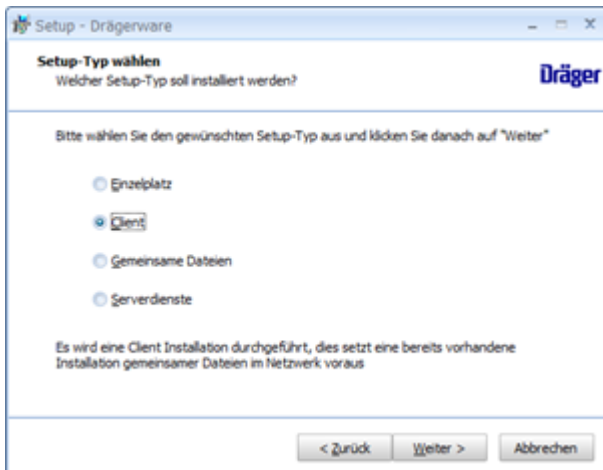 Setup - Drägerware
Setup-Typ wählen
Welcher Setup-Typ soll installiert werden?
Dräger
Bitte wählen Sie den gewünschten Setup-Typ aus und klicken Sie danach auf "Weiter"
Einzelplatz
Client
Gemeinsame Dateien
Serverdienste
Es wird eine Client Installation durchgeführt, dies setzt eine bereits vorhandene
Installation gemeinsamer Dateien im Netzwerk voraus
< Zurück
Weiter >
Abbrechen